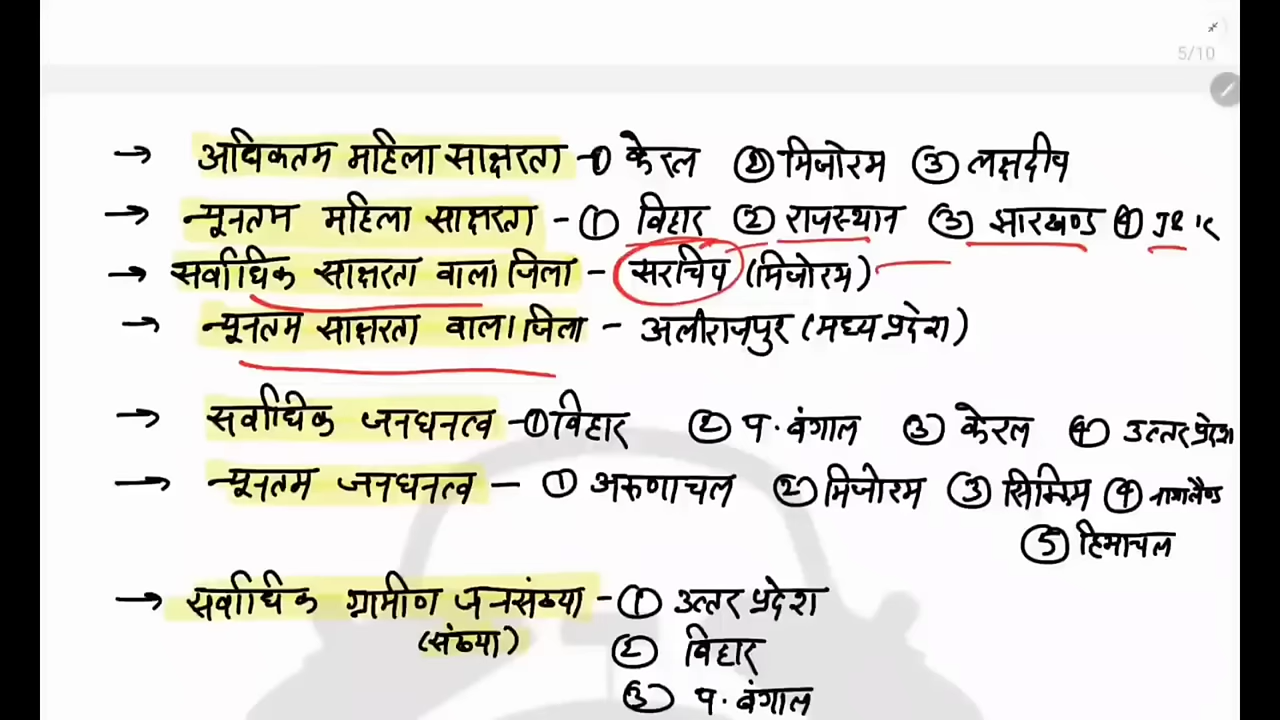 5/10
→ अधिकतम महिला साक्षरता - ① केरल ② मिजोरम ③ लक्षदीप
→ न्यूनतम महिला साक्षरता - ① बिहार ② राजस्थान ③ झारखण्ड ④ J&K
→ सर्वाधिक साक्षरता वाला जिला - सरचिप (मिजोरम)
→ न्यूनतम साक्षरता वाला जिला - अलीराजपुर (मध्य प्रदेश)
→ सर्वाधिक जनघनत्व - ① बिहार ② प. बंगाल ③ केरल ④ उत्तर प्रदेश
→ न्यूनतम जनघनत्व - ① अरुणाचल ② मिजोरम ③ सिक्किम ④ नागालैण्ड
⑤ हिमाचल
→ सर्वाधिक ग्रामीण जनसंख्या - ① उत्तर प्रदेश
(संख्या)
② बिहार
③ प. बंगाल